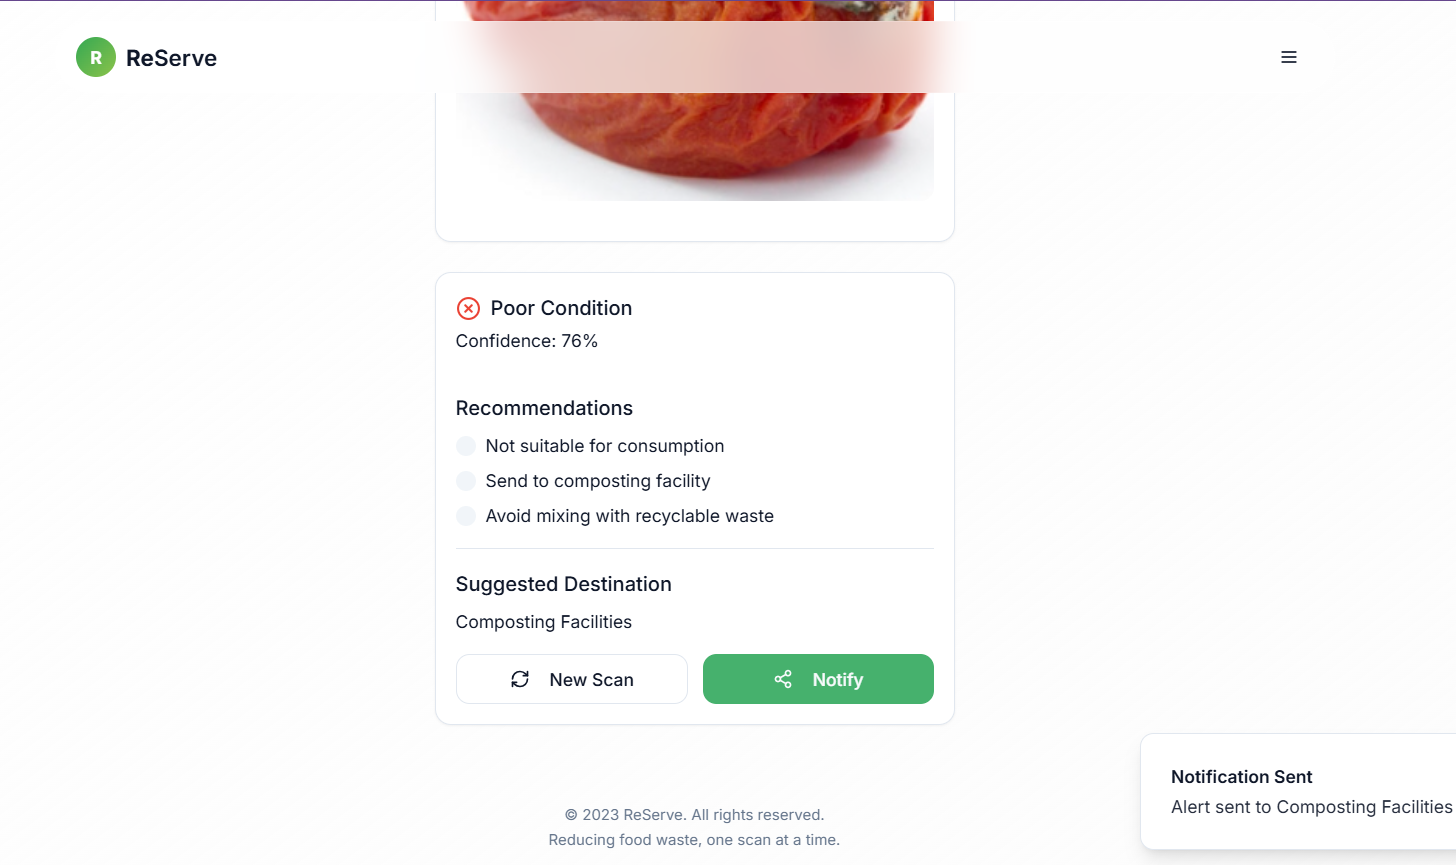 R ReServe
Poor Condition
Confidence: 76%
Recommendations
Not suitable for consumption
Send to composting facility
Avoid mixing with recyclable waste
Suggested Destination
Composting Facilities
New Scan
Notify
Notification Sent
Alert sent to Composting Facilities
© 2023 ReServe. All rights reserved.
Reducing food waste, one scan at a time.